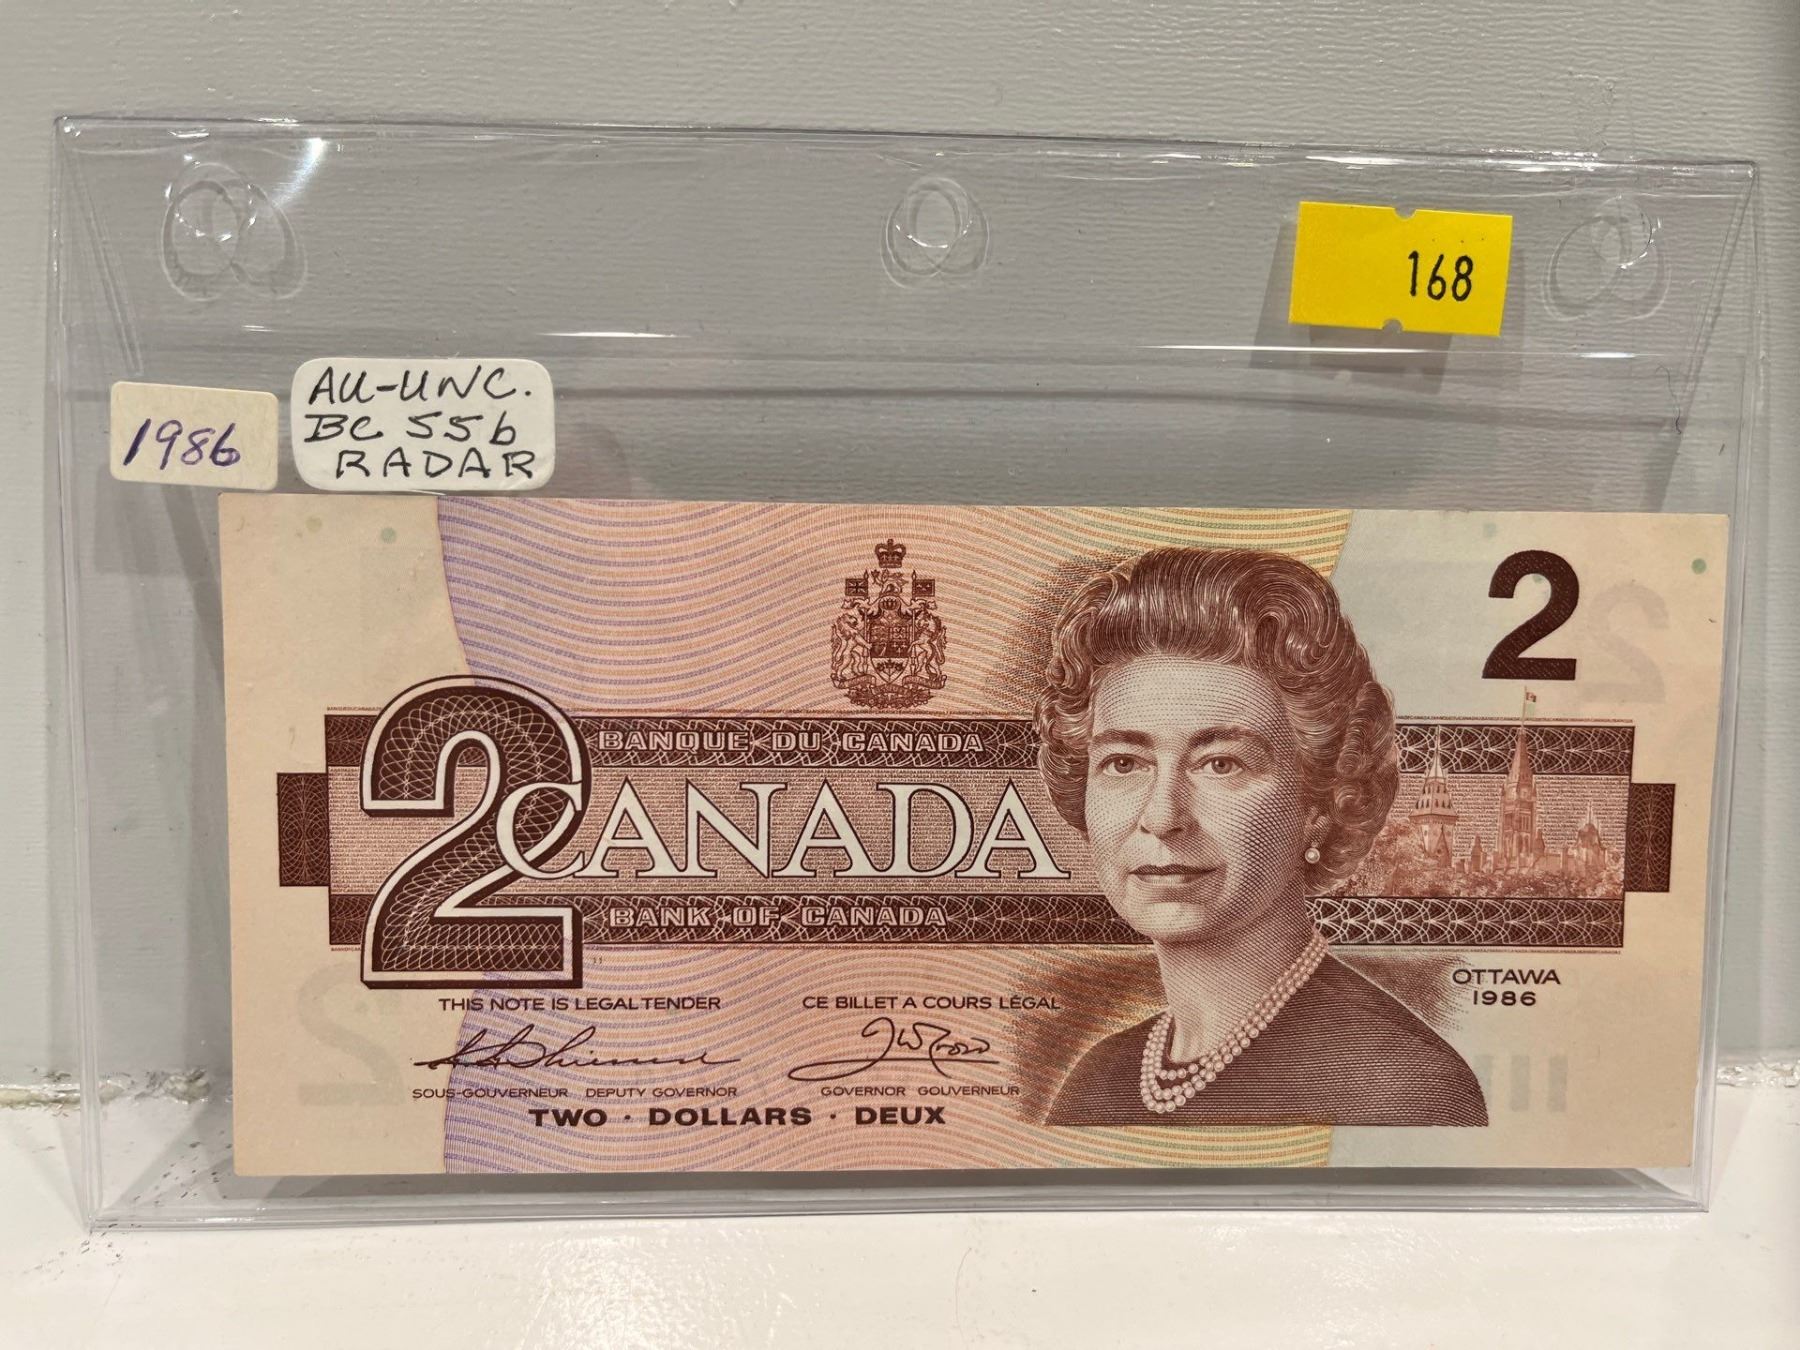 168
1986
AU-UNC.
BC 55b
RADAR
2
BANQUE DU CANADA
2
CANADA
BANK OF CANADA
OTTAWA
1986
THIS NOTE IS LEGAL TENDER
CE BILLET A COURS LÉGAL
SOUS-GOUVERNEUR DEPUTY GOVERNOR
GOVERNOR GOUVERNEUR
TWO · DOLLARS · DEUX